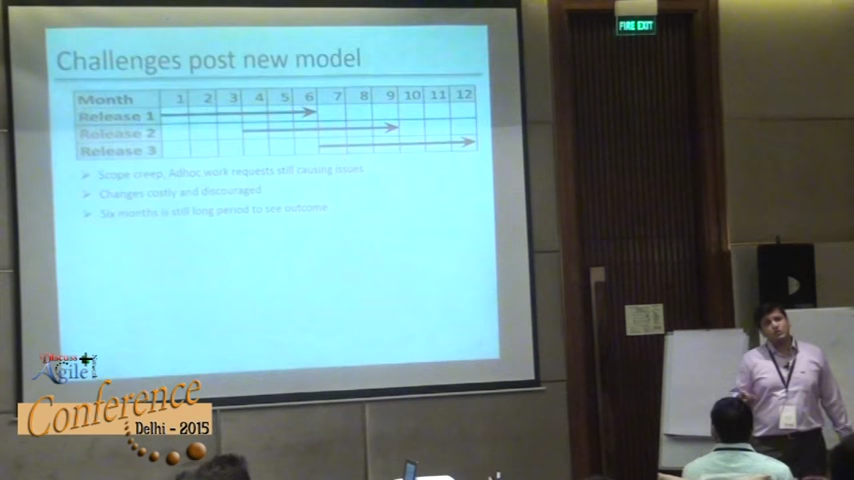 FIRE EXIT
Challenges post new model
Month 1 2 3 4 5 6 7 8 9 10 11 12
Release 1
Release 2
Release 3
Scope creep, Adhoc work requests still causing issues
Changes costly and discouraged
Six months is still long period to see outcome
Discuss
Agile
Conference
Delhi - 2015